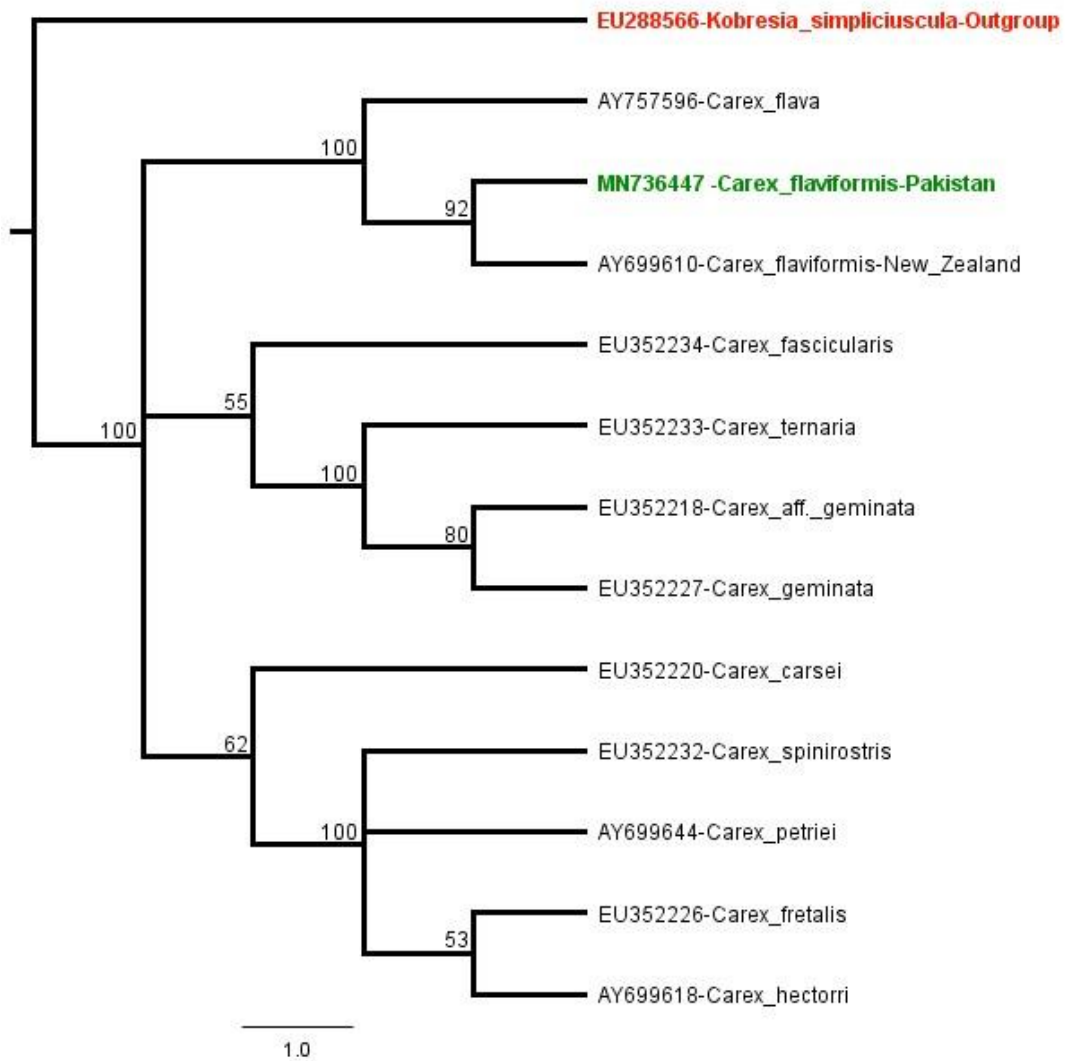 EU288566-Kobresia_simpliciuscula-Outgroup
AY757596-Carex_flava
100
MN736447 -Carex_flaviformis-Pakistan
92
AY699610-Carex_flaviformis-New_Zealand
EU352234-Carex_fascicularis
55
100
EU352233-Carex_ternaria
100
EU352218-Carex_aff._geminata
80
EU352227-Carex_geminata
EU352220-Carex_carsei
62
EU352232-Carex_spinirostris
100
AY699644-Carex_petriei
EU352226-Carex_fretalis
53
AY699618-Carex_hectorri
1.0